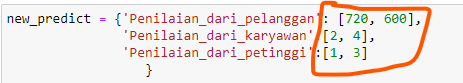 new_predict = {'Penilaian_dari_pelanggan': [720, 600],
'Penilaian_dari_karyawan':[2, 4],
'Penilaian_dari_petinggi':[1, 3]
}